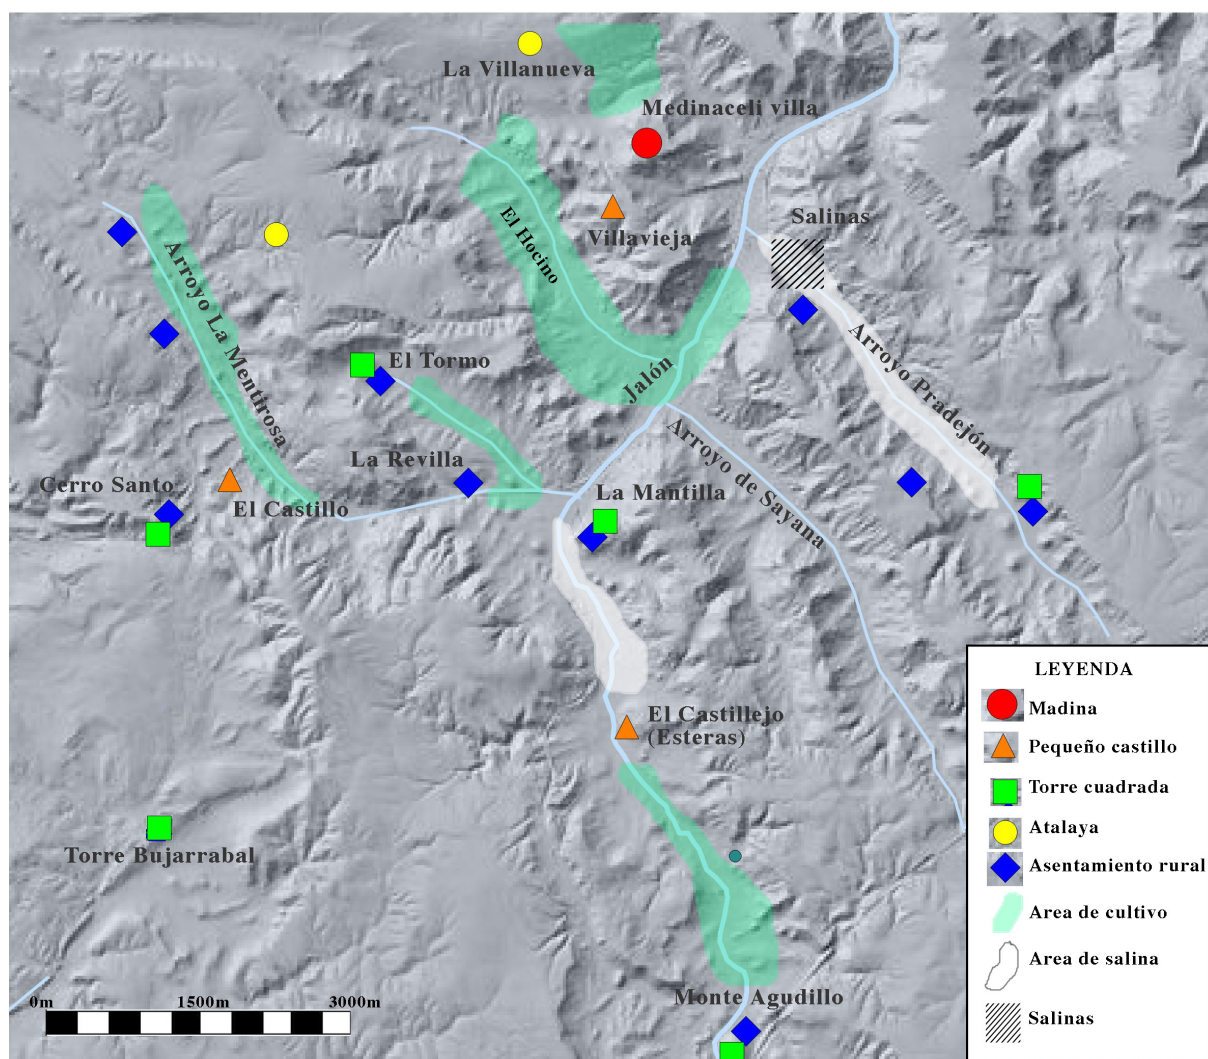 La Villanueva
Medinaceli villa
Salinas
El Hocino
Villavieja
Arroyo La Mentirosa
El Tormo
Jalón
Arroyo Pradejón
Arroyo de Sayana
La Revilla
Cerro Santo
El Castillo
La Mantilla
El Castillejo
(Esteras)
Torre Bujarrabal
Monte Agudillo
0m 1500m 3000m
LEYENDA
Madina
Pequeño castillo
Torre cuadrada
Atalaya
Asentamiento rural
Area de cultivo
Area de salina
Salinas